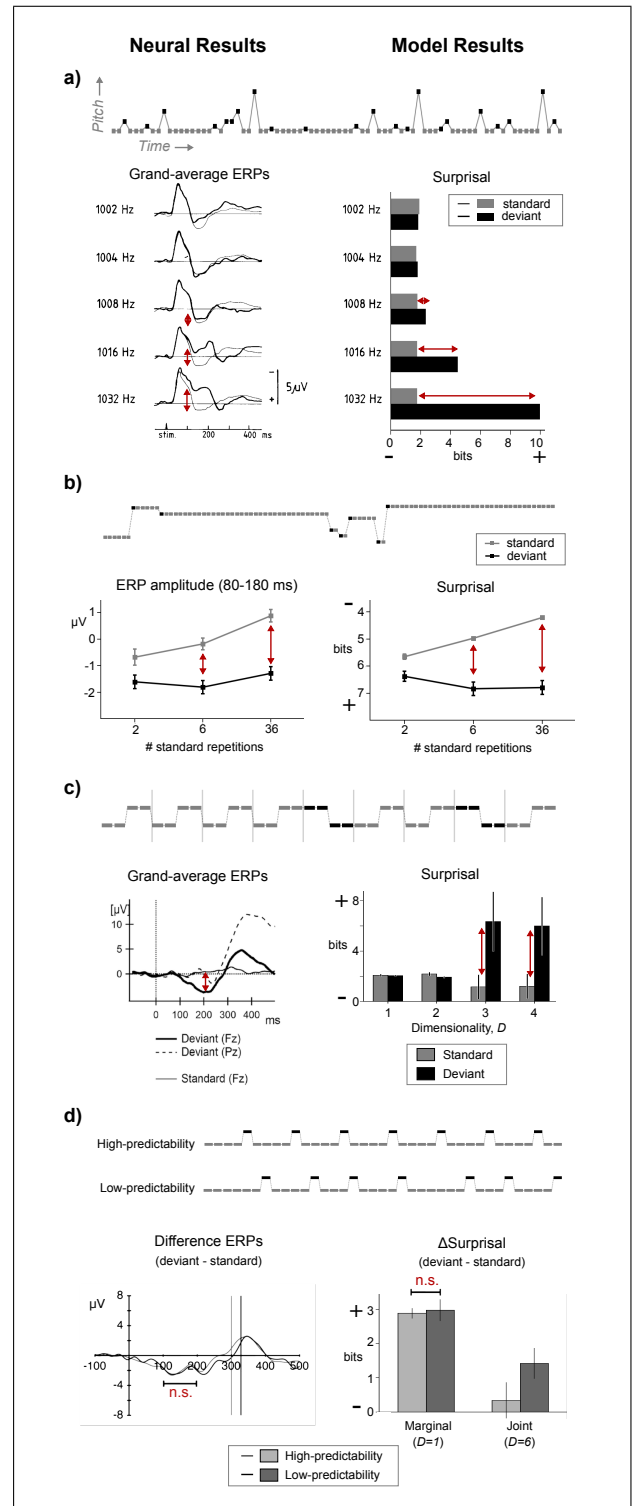 Neural Results
Model Results
a)
Pitch
Time
Grand-average ERPs
1002 Hz
1004 Hz
1008 Hz
1016 Hz
1032 Hz
−
+
5µV
stim.
200
400
ms
Surprisal
standard
deviant
1002 Hz
1004 Hz
1008 Hz
1016 Hz
1032 Hz
0 2 4 6 8 10
- bits +
b)
standard
deviant
ERP amplitude (80-180 ms)
µV
1
0
-1
-2
2 6 36
# standard repetitions
Surprisal
-
4
bits
5
6
7
+
2 6 36
# standard repetitions
c)
Grand-average ERPs
[µV]
10
5
0
0 100 200 300 400
ms
Deviant (Fz)
Deviant (Pz)
Standard (Fz)
Surprisal
+ 8
bits
4
- 0
1 2 3 4
Dimensionality, D
Standard
Deviant
d)
High-predictability
Low-predictability
Difference ERPs
(deviant - standard)
µV
8
4
-100 0 100 200 300 400 500
-4
-8
n.s.
ΔSurprisal
(deviant - standard)
n.s.
+ 3
2
bits
1
- 0
Marginal Joint
(D=1) (D=6)
High-predictability
Low-predictability